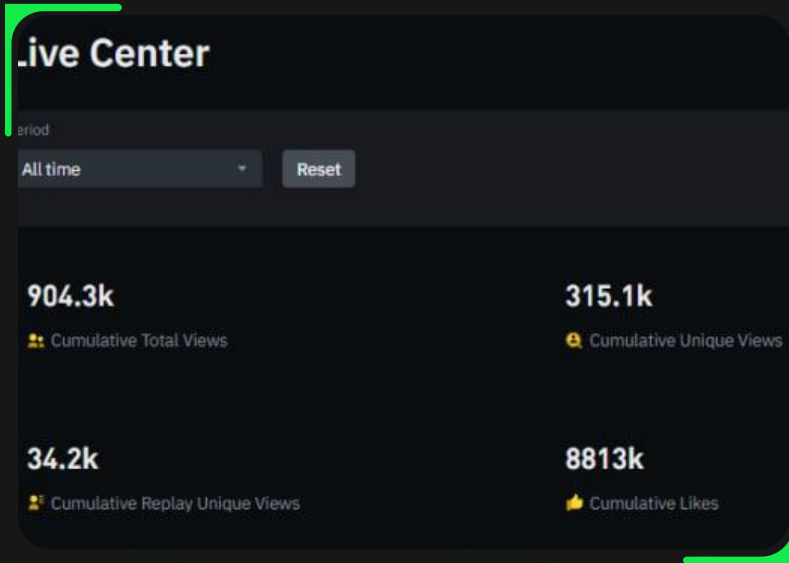 Live Center
eriod
All time
Reset
904.3k
315.1k
Cumulative Total Views
Cumulative Unique Views
34.2k
8813k
Cumulative Replay Unique Views
Cumulative Likes